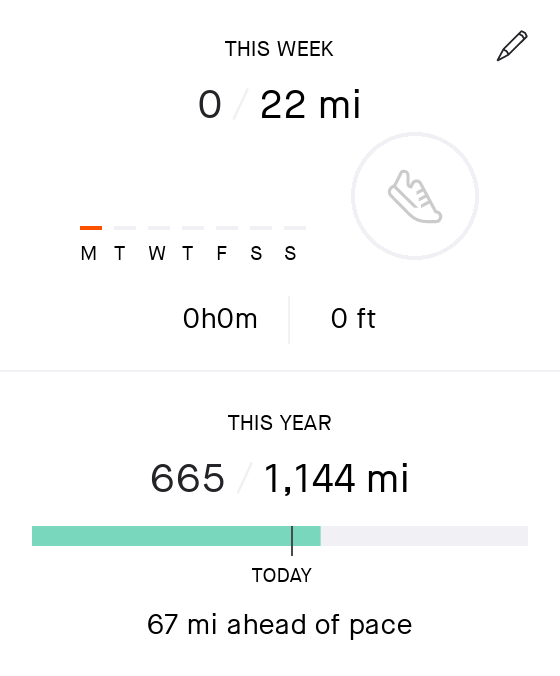 THIS WEEK
0 / 22 mi
M T W T F S S
0h0m 0 ft
THIS YEAR
665 / 1,144 mi
TODAY
67 mi ahead of pace